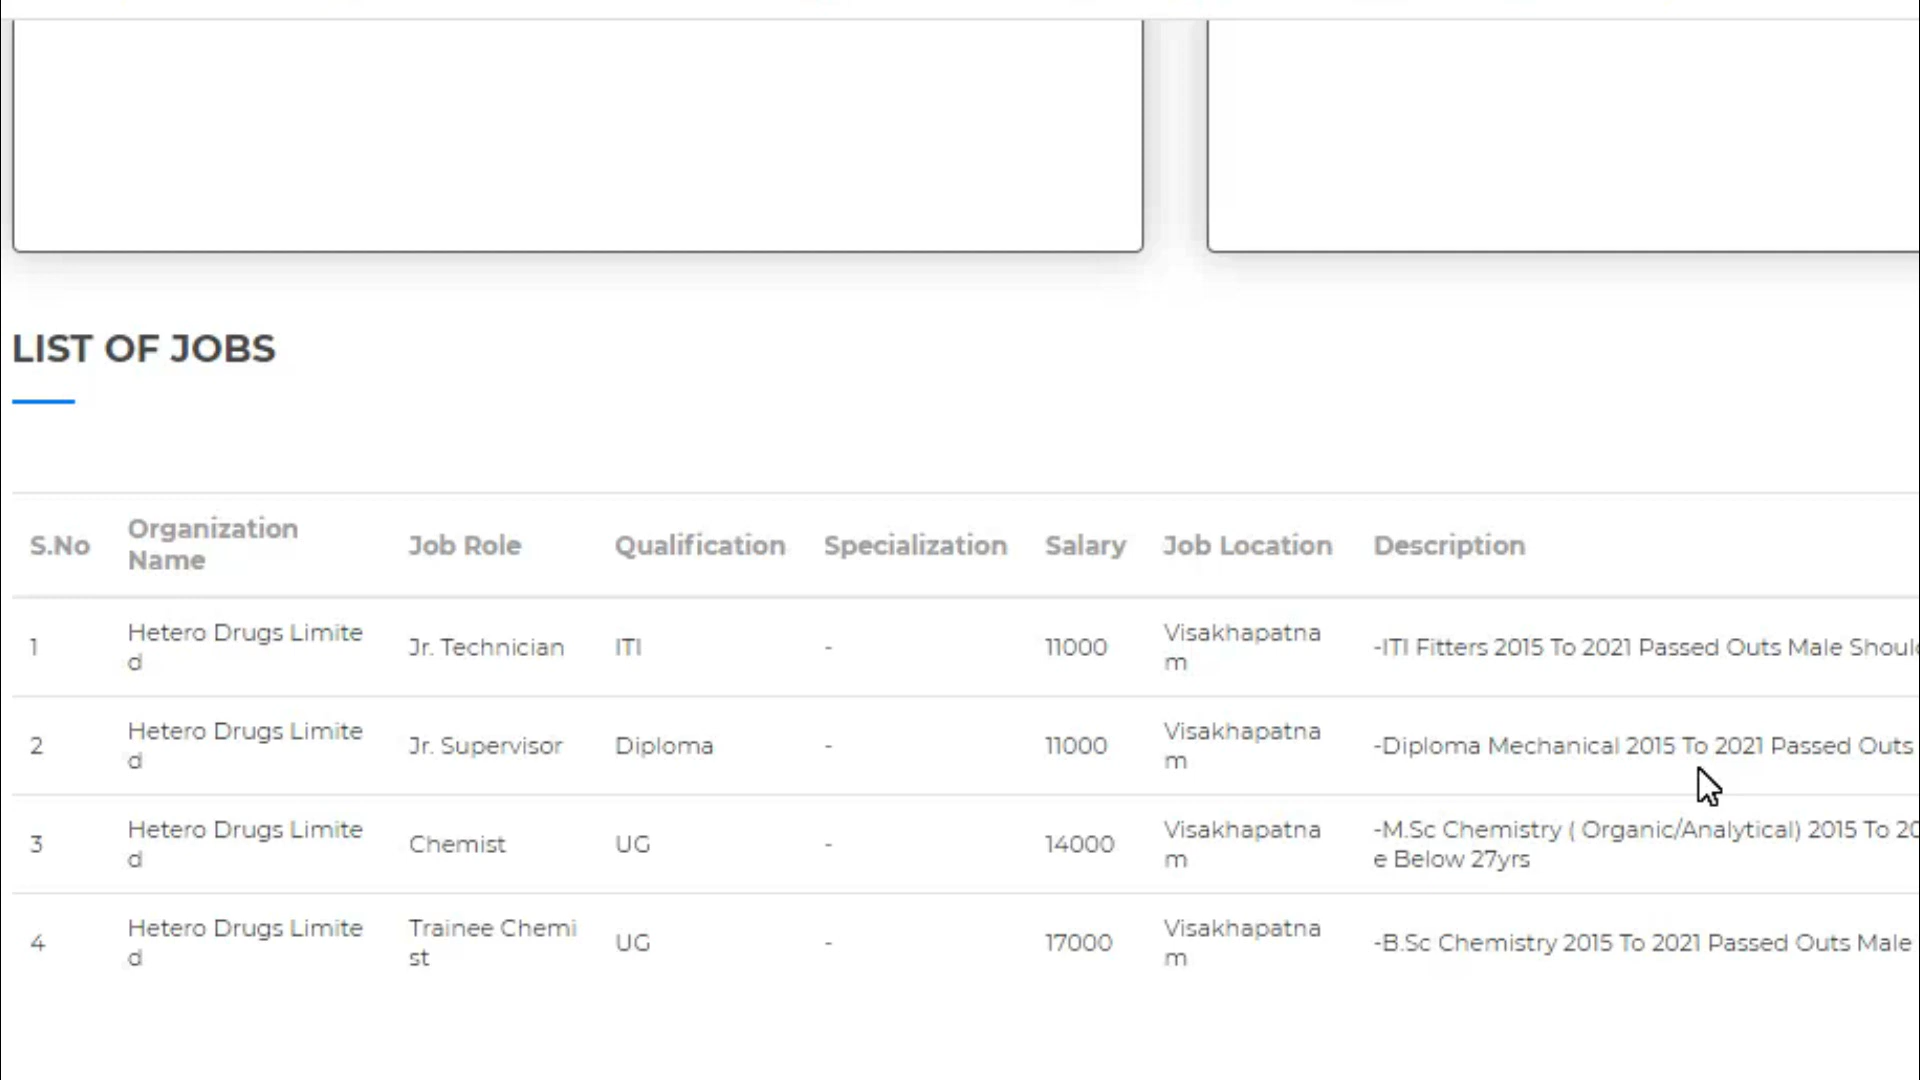 LIST OF JOBS
S.No Organization Name Job Role Qualification Specialization Salary Job Location Description
1 Hetero Drugs Limite d Jr. Technician ITI - 11000 Visakhapatna m -ITI Fitters 2015 To 2021 Passed Outs Male
2 Hetero Drugs Limite d Jr. Supervisor Diploma - 11000 Visakhapatna m -Diploma Mechanical 2015 To 2021 Passed Outs
3 Hetero Drugs Limite d Chemist UG - 14000 Visakhapatna m -M.Sc Chemistry ( Organic/Analytical) 2015 To
e Below 27yrs
4 Hetero Drugs Limite d Trainee Chemi st UG - 17000 Visakhapatna m -B.Sc Chemistry 2015 To 2021 Passed Outs Male